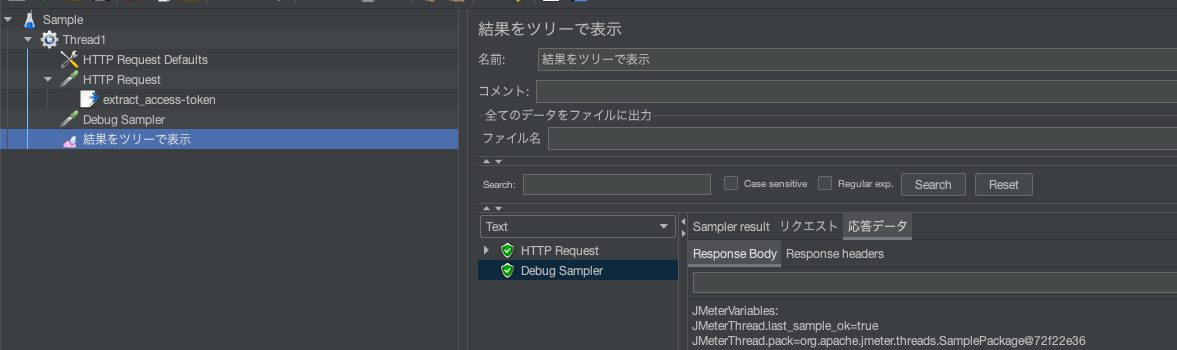 Sample
Thread1
HTTP Request Defaults
HTTP Request
extract_access-token
Debug Sampler
結果をツリーで表示
結果をツリーで表示
名前: 結果をツリーで表示
コメント:
全てのデータをファイルに出力
ファイル名
Search: Case sensitive Regular exp. Search Reset
Text
HTTP Request
Debug Sampler
Sampler result リクエスト 応答データ
Response Body Response headers
JMeterVariables:
JMeterThread.last_sample_ok=true
JMeterThread.pack=org.apache.jmeter.threads.SamplePackage@72f22e36